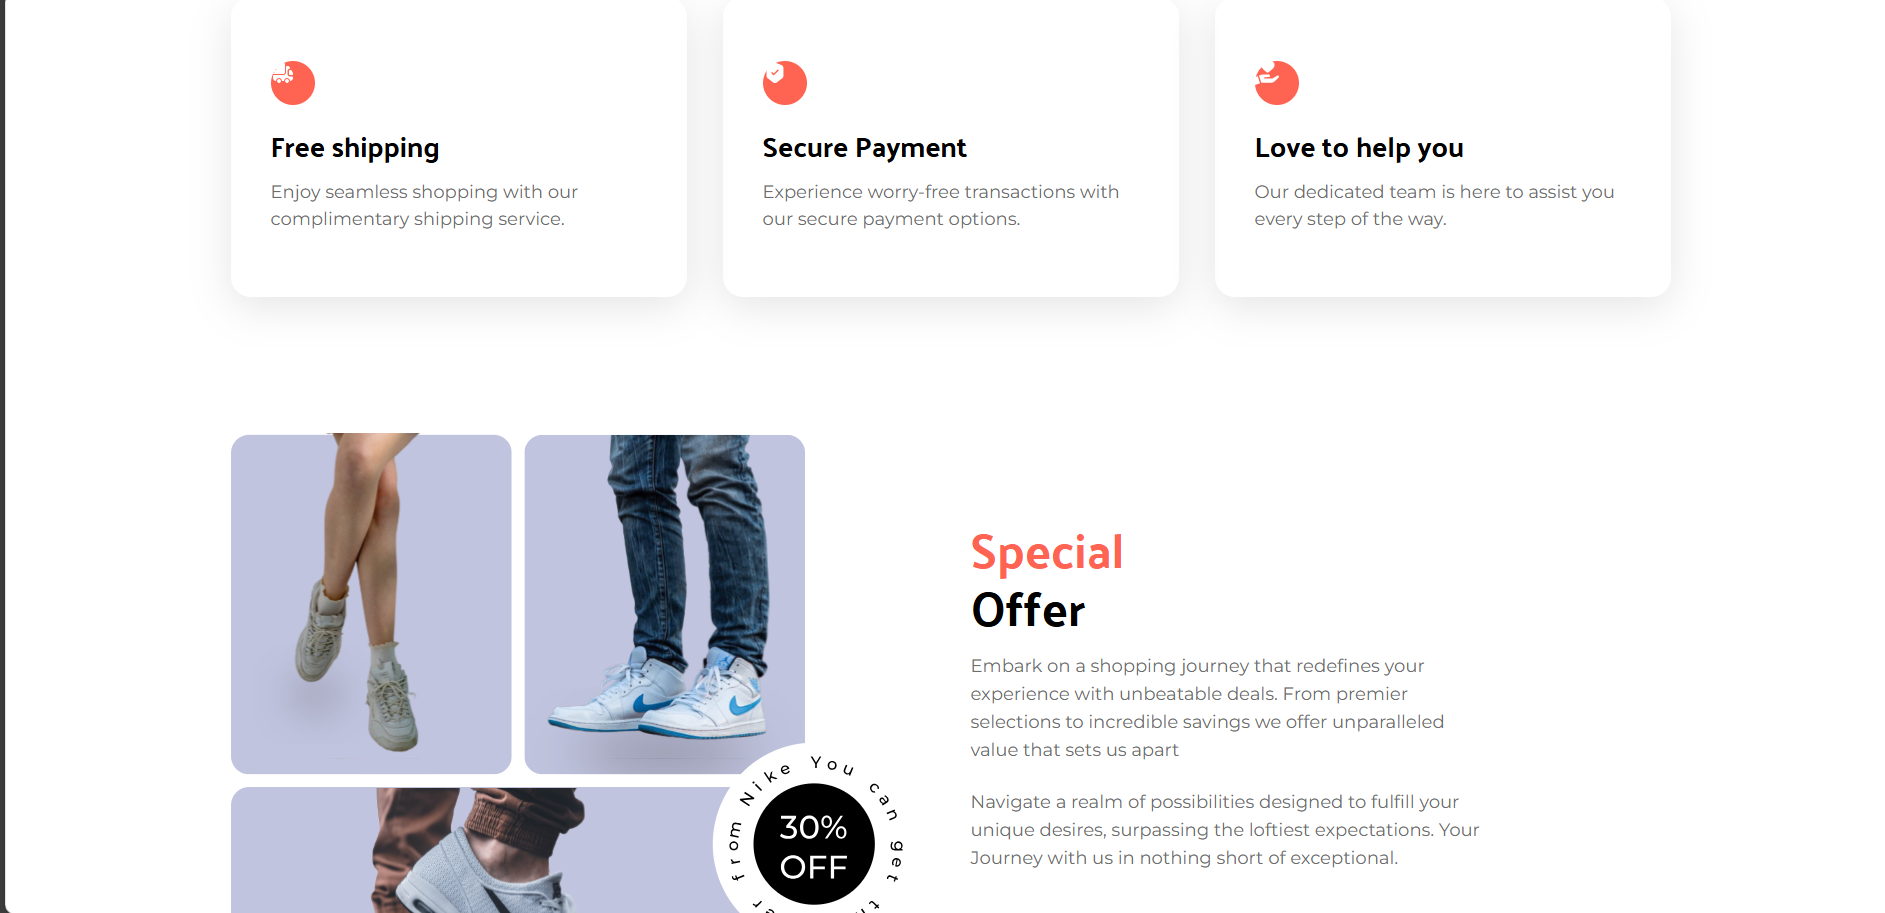 Free shipping
Enjoy seamless shopping with our
complimentary shipping service.
Secure Payment
Experience worry-free transactions with
our secure payment options.
Love to help you
Our dedicated team is here to assist you
every step of the way.
Special
Offer
Embark on a shopping journey that redefines your
experience with unbeatable deals. From premier
selections to incredible savings we offer unparalleled
value that sets us apart
Navigate a realm of possibilities designed to fulfill your
unique desires, surpassing the loftiest expectations. Your
Journey with us in nothing short of exceptional.
from Nike You can get
30%
OFF